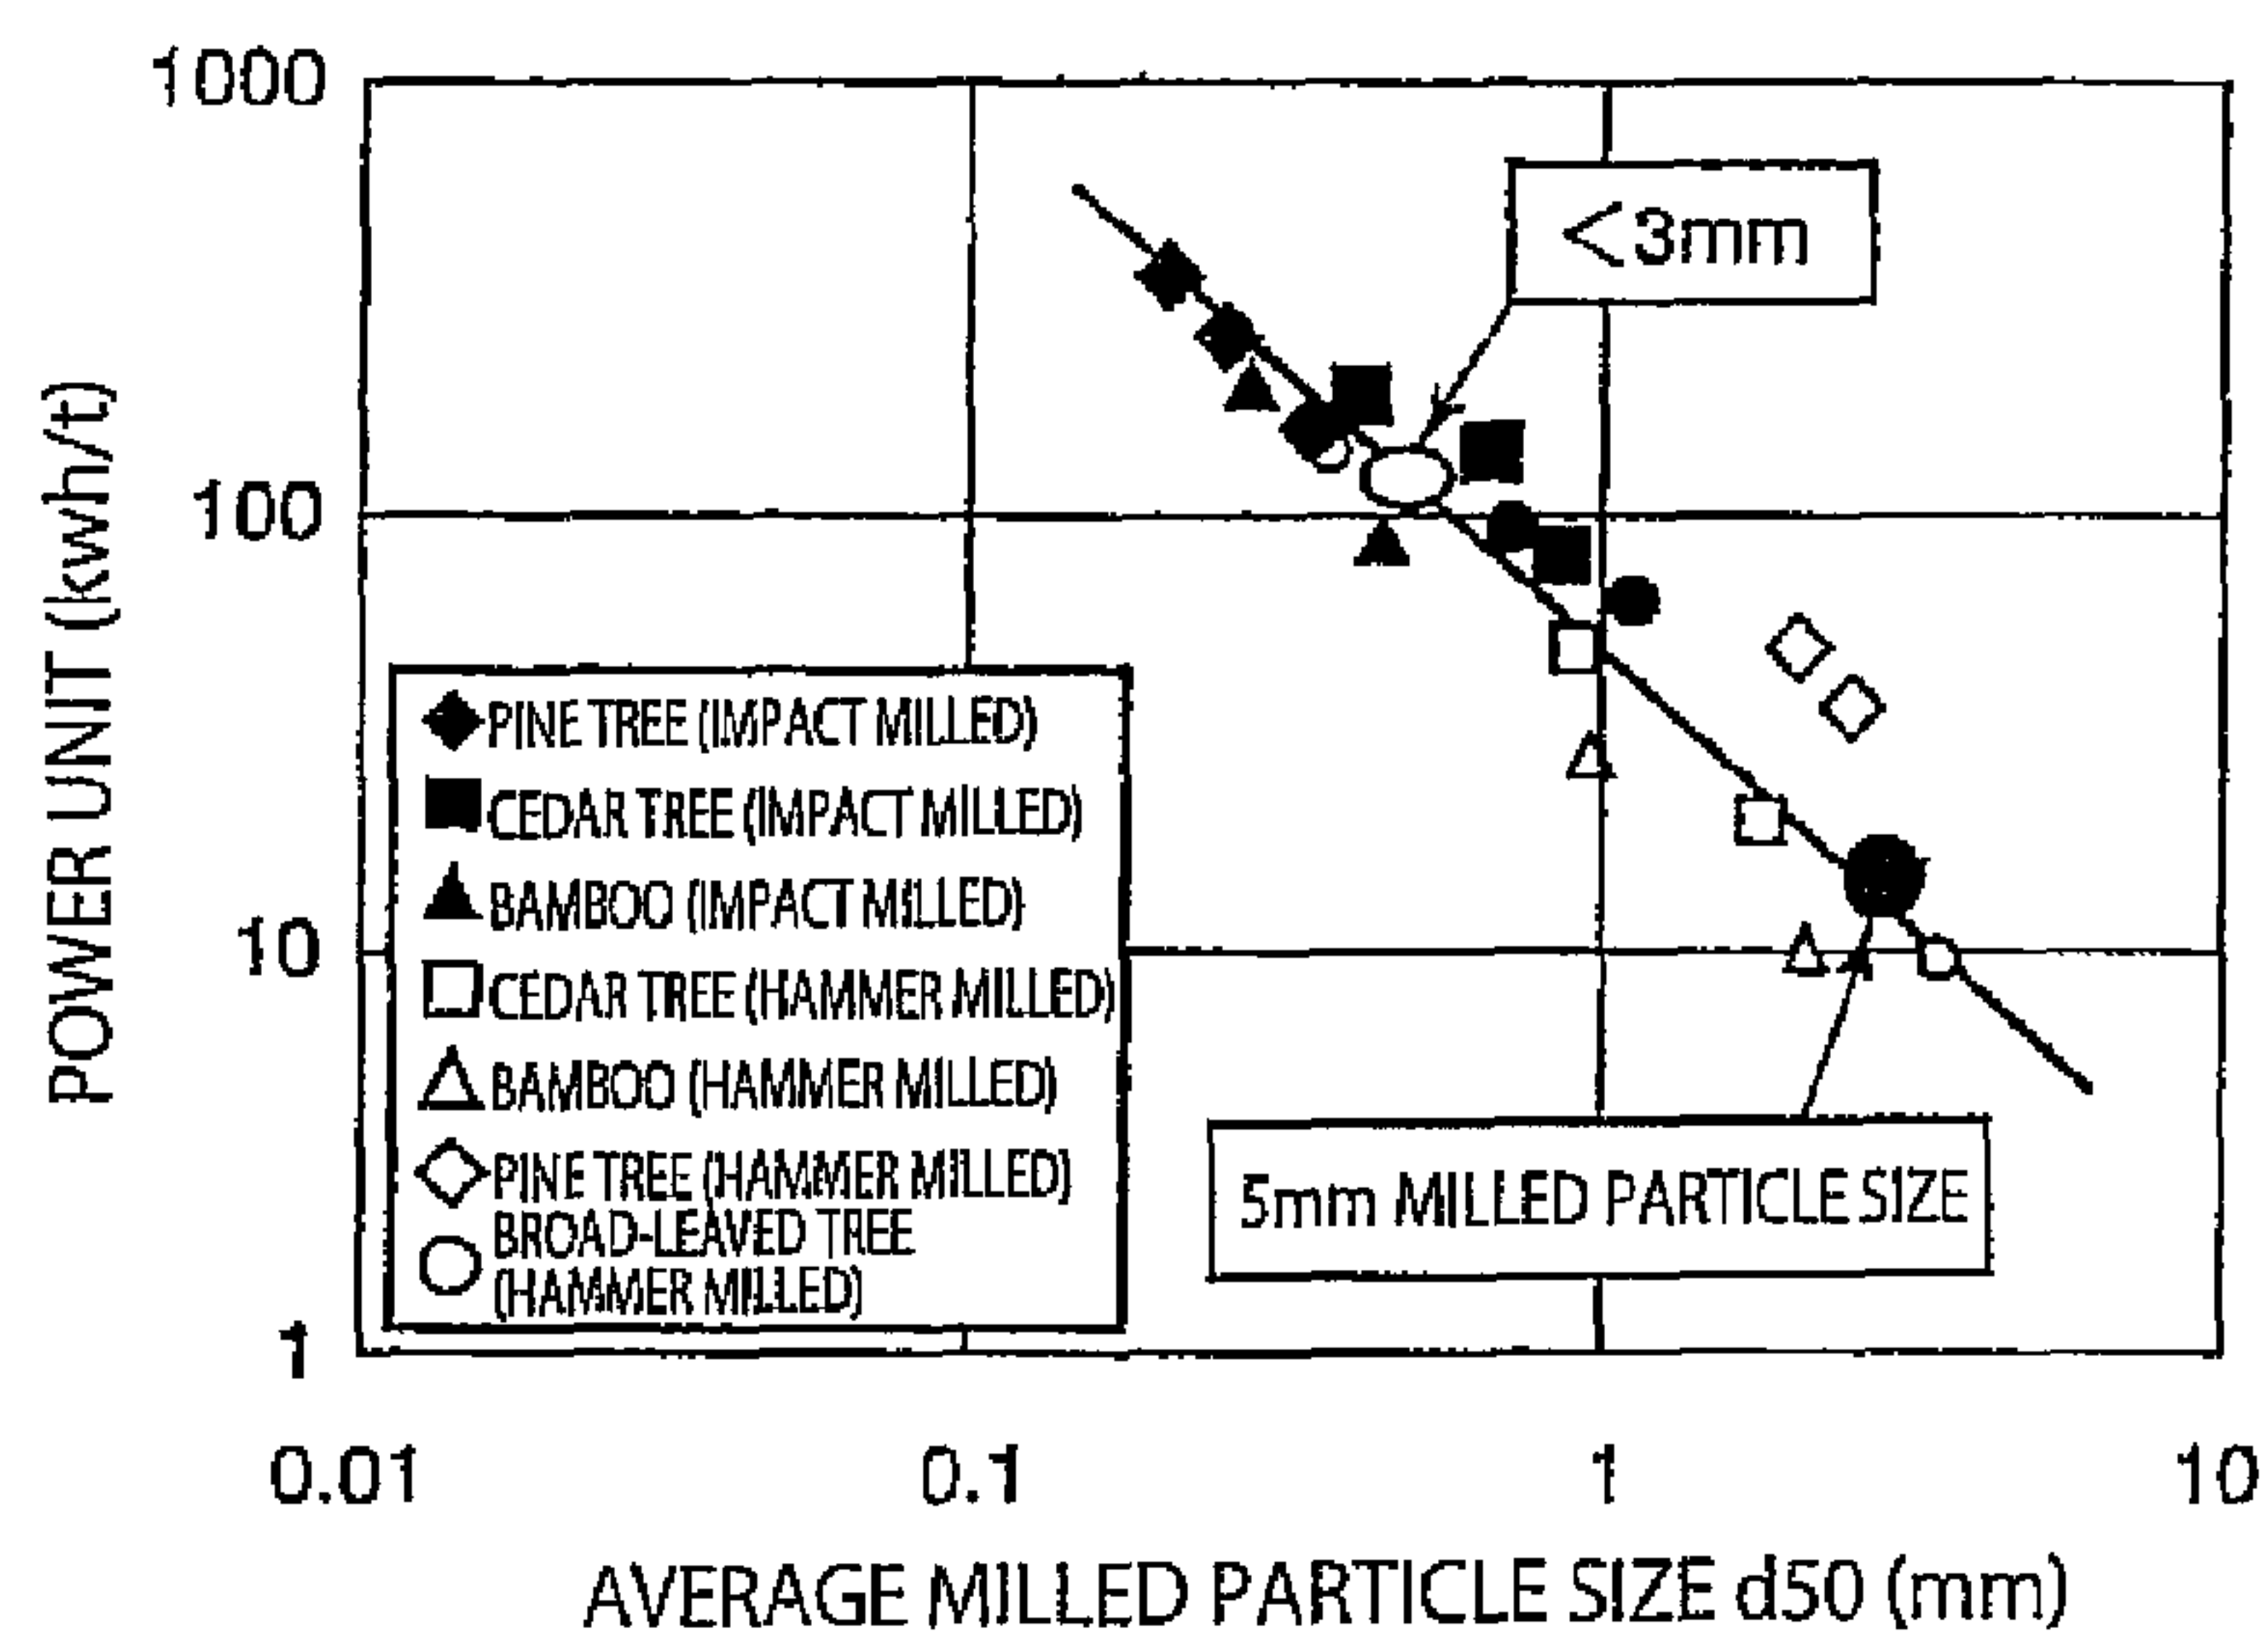 1000
<3mm
POWER UNIT (kwh/t)
100
PINE TREE (IMPACT MILLED)
CEDAR TREE (IMPACT MILLED)
BAMBOO (IMPACT MILLED)
10
CEDAR TREE (HAMMER MILLED)
BAMBOO (HAMMER MILLED)
PINE TREE (HAMMER MILLED)
BROAD-LEAVED TREE
(HAMMER MILLED)
5mm MILLED PARTICLE SIZE
1
0.01 0.1 1 10
AVERAGE MILLED PARTICLE SIZE d50 (mm)